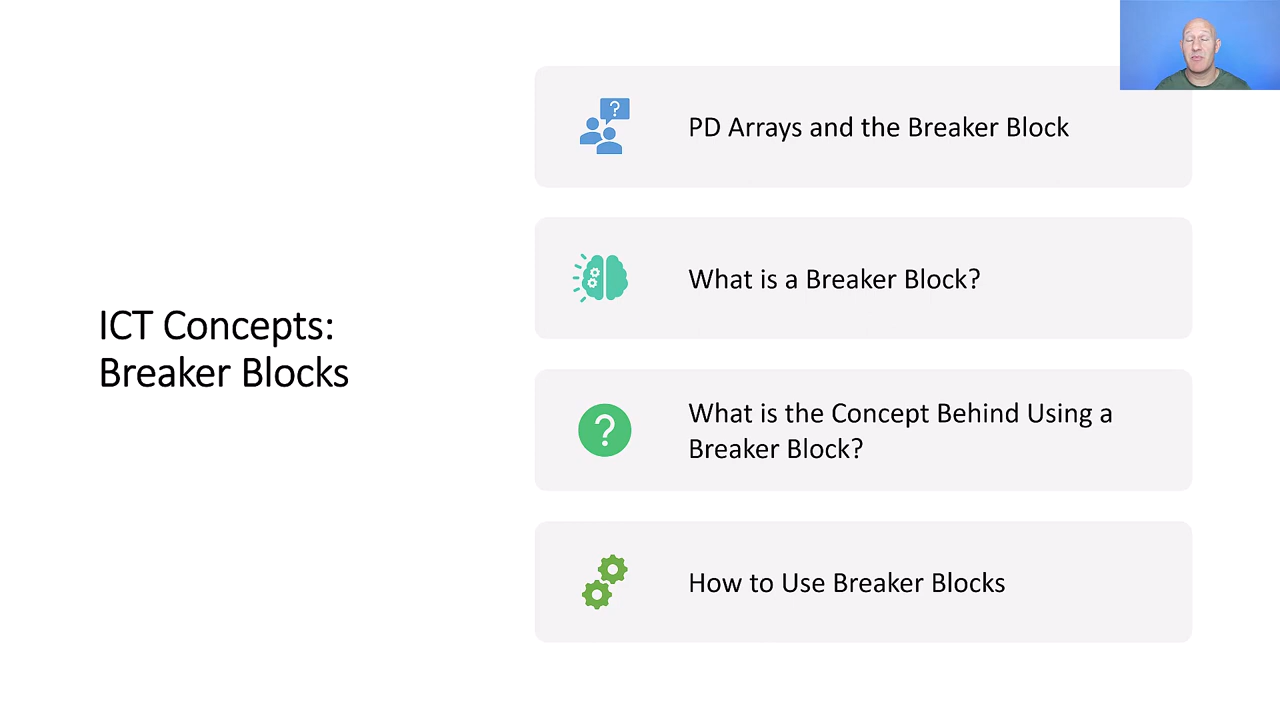 ICT Concepts:
Breaker Blocks
?
PD Arrays and the Breaker Block
What is a Breaker Block?
?
What is the Concept Behind Using a
Breaker Block?
How to Use Breaker Blocks